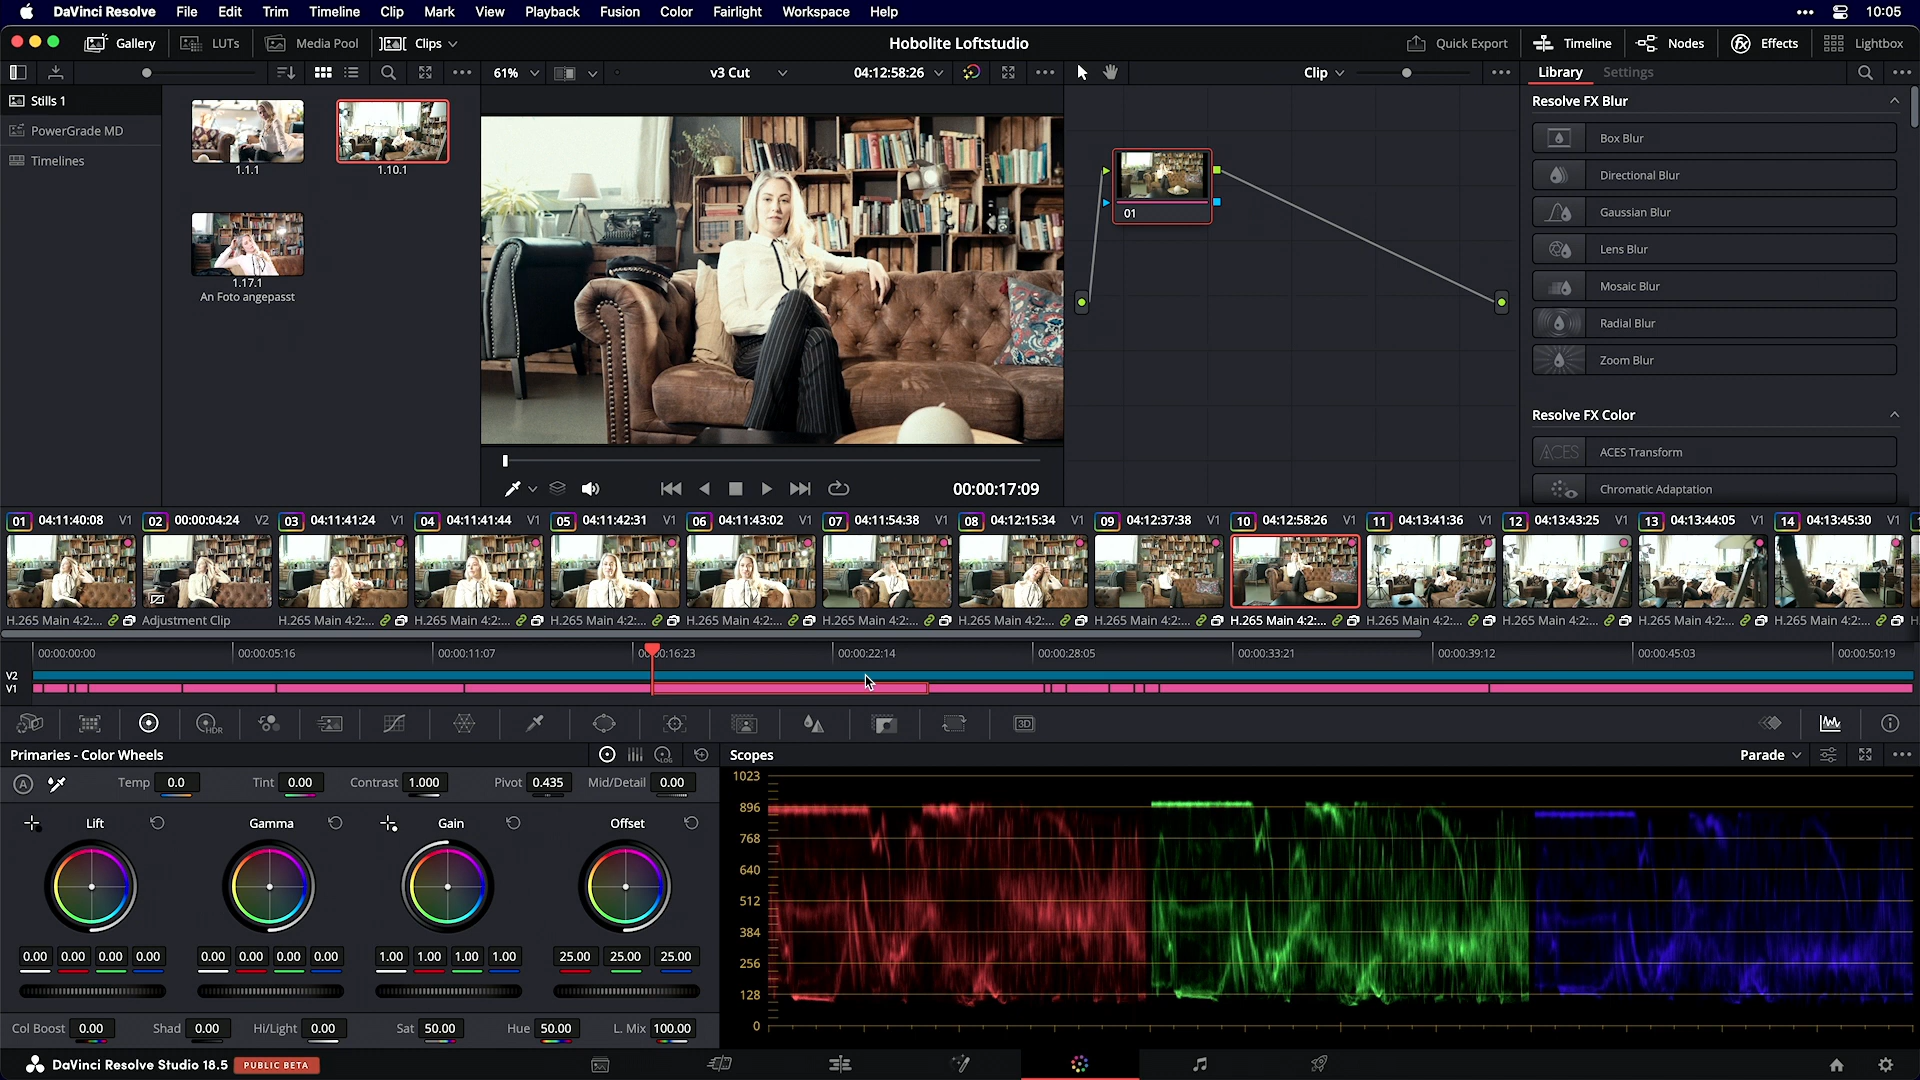 DaVinci Resolve File Edit Trim Timeline Clip Mark View Playback Fusion Color Fairlight Workspace Help 10:05
Gallery LUTs Media Pool Clips Hobolite Loftstudio Quick Export Timeline Nodes Effects Lightbox
61% v3 Cut 04:12:58:26 Clip Library Settings
Stills 1
PowerGrade MD
Timelines
1.1.1
1.10.1
1.17.1
An Foto angepasst
01
Resolve FX Blur
Box Blur
Directional Blur
Gaussian Blur
Lens Blur
Mosaic Blur
Radial Blur
Zoom Blur
Resolve FX Color
ACES ACES Transform
Chromatic Adaptation
00:00:17:09
01 04:11:40:08 V1 02 00:00:04:24 V2 03 04:11:41:24 V1 04 04:11:41:44 V1 05 04:11:42:31 V1 06 04:11:43:02 V1 07 04:11:54:38 V1 08 04:12:15:34 V1 09 04:12:37:38 V1 10 04:12:58:26 V1 11 04:13:41:36 V1 12 04:13:43:25 V1 13 04:13:44:05 V1 14 04:13:45:30 V1
H.265 Main 4:2:... Adjustment Clip H.265 Main 4:2:... H.265 Main 4:2:... H.265 Main 4:2:... H.265 Main 4:2:... H.265 Main 4:2:... H.265 Main 4:2:... H.265 Main 4:2:... H.265 Main 4:2:... H.265 Main 4:2:... H.265 Main 4:2:... H.265 Main 4:2:... H.265 Main 4:2:...
00:00:00:00 00:00:05:16 00:00:11:07 00:00:16:23 00:00:22:14 00:00:28:05 00:00:33:21 00:00:39:12 00:00:45:03 00:00:50:19
V2
V1
HDR 3D
Primaries - Color Wheels LOG
A Temp 0.0 Tint 0.00 Contrast 1.000 Pivot 0.435 Mid/Detail 0.00
Lift Gamma Gain Offset
0.00 0.00 0.00 0.00 0.00 0.00 0.00 0.00 1.00 1.00 1.00 1.00 25.00 25.00 25.00
Col Boost 0.00 Shad 0.00 Hi/Light 0.00 Sat 50.00 Hue 50.00 L. Mix 100.00
Scopes Parade
1023
896
768
640
512
384
256
128
0
DaVinci Resolve Studio 18.5 PUBLIC BETA